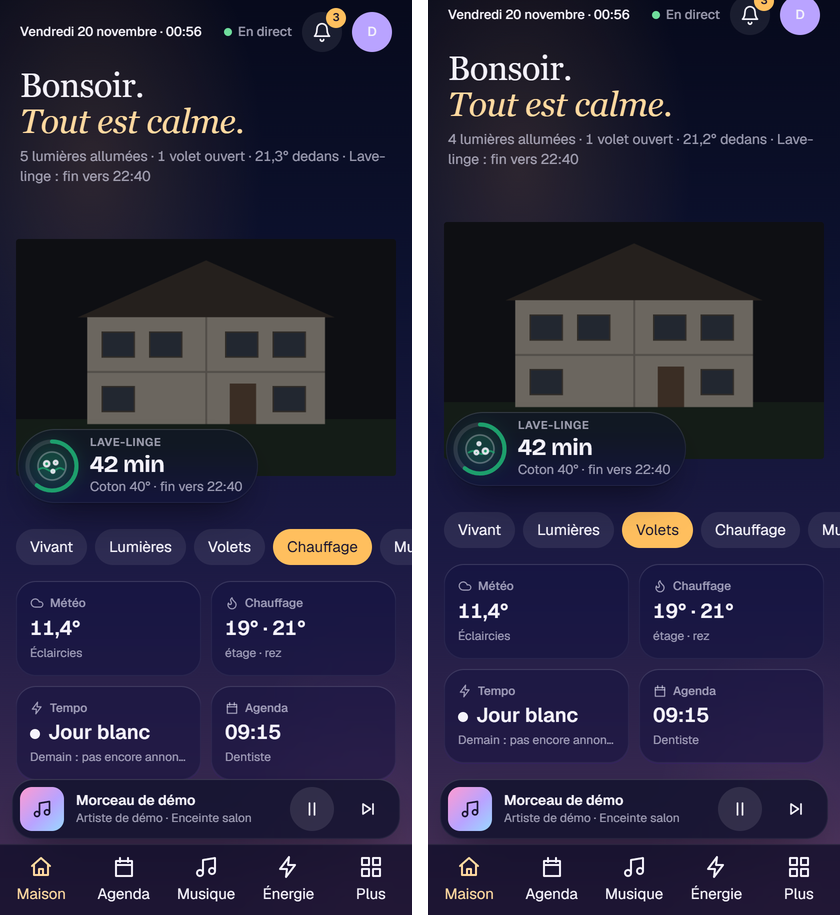 Vendredi 20 novembre · 00:56
En direct
3
D
Bonsoir.
Tout est calme.
5 lumières allumées · 1 volet ouvert · 21,3° dedans · Lave-
linge : fin vers 22:40
LAVE-LINGE
42 min
Coton 40° · fin vers 22:40
Vivant
Lumières
Volets
Chauffage
Mu
Météo
11,4°
Éclaircies
Chauffage
19° · 21°
étage · rez
Tempo
Jour blanc
Demain : pas encore annon…
Agenda
09:15
Dentiste
Morceau de démo
Artiste de démo · Enceinte salon
Maison
Agenda
Musique
Énergie
Plus
Vendredi 20 novembre · 00:56
En direct
3
D
Bonsoir.
Tout est calme.
4 lumières allumées · 1 volet ouvert · 21,2° dedans · Lave-
linge : fin vers 22:40
LAVE-LINGE
42 min
Coton 40° · fin vers 22:40
Vivant
Lumières
Volets
Chauffage
Mu
Météo
11,4°
Éclaircies
Chauffage
19° · 21°
étage · rez
Tempo
Jour blanc
Demain : pas encore annon…
Agenda
09:15
Dentiste
Morceau de démo
Artiste de démo · Enceinte salon
Maison
Agenda
Musique
Énergie
Plus